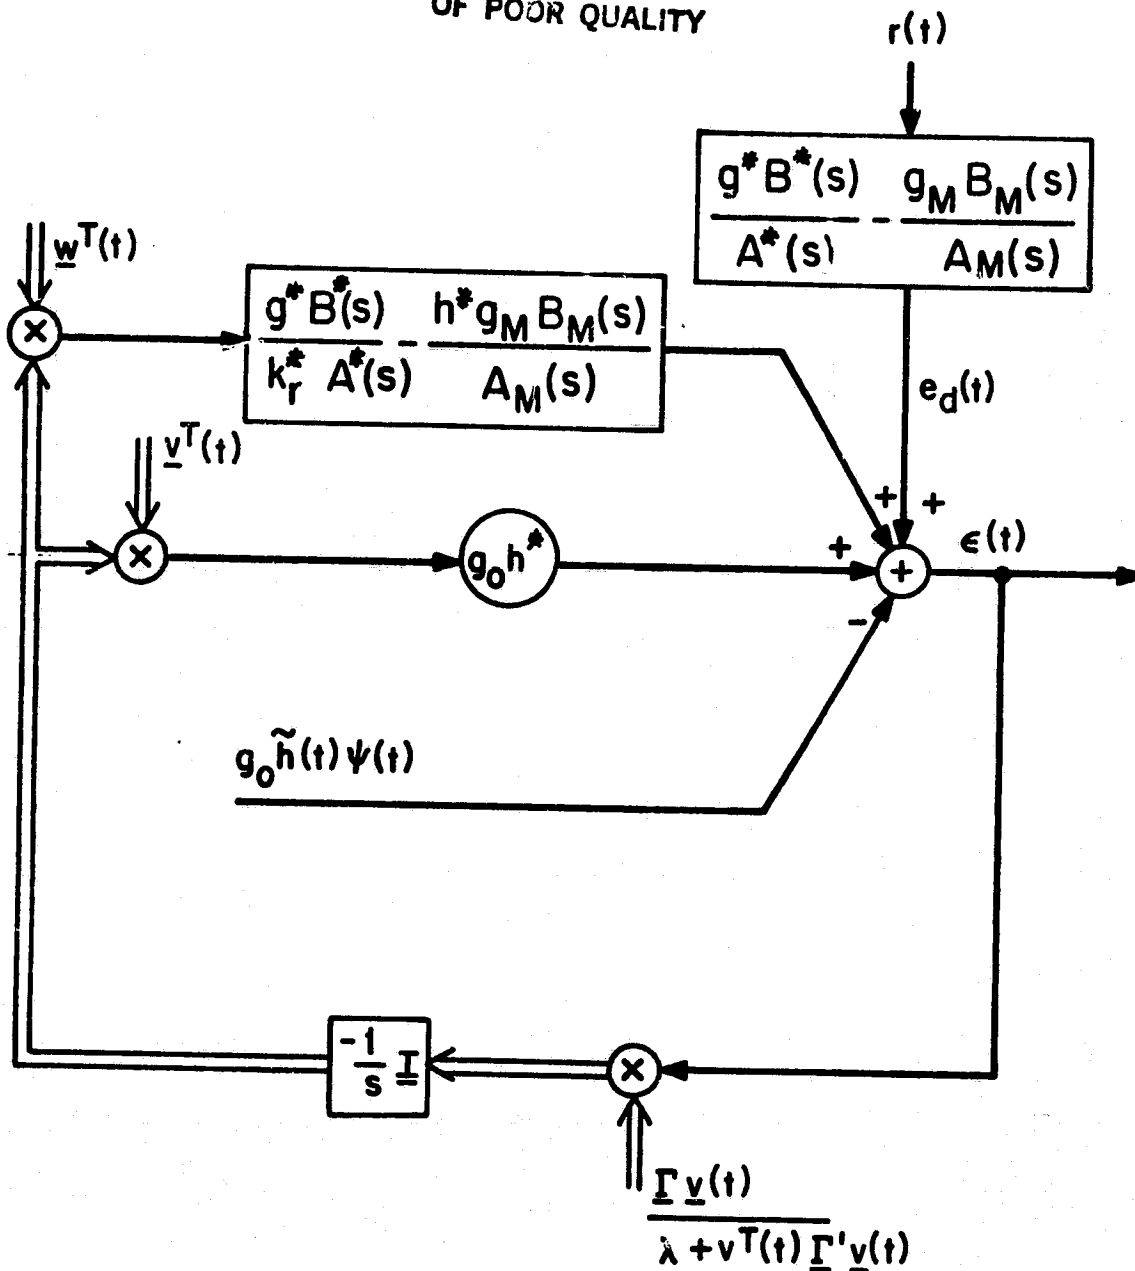 OF POOR QUALITY
r(t)
g*B*(s) / A*(s) - g_M B_M(s) / A_M(s)
w^T(t)
×
g*B*(s) / k_r* A*(s) - h*g_M B_M(s) / A_M(s)
e_d(t)
v^T(t)
×
g_o h*
+ + +
+
ϵ(t)
-
g_o h̃(t) ψ(t)
-1/s I
×
Γ v(t) / λ + v^T(t) Γ' v(t)